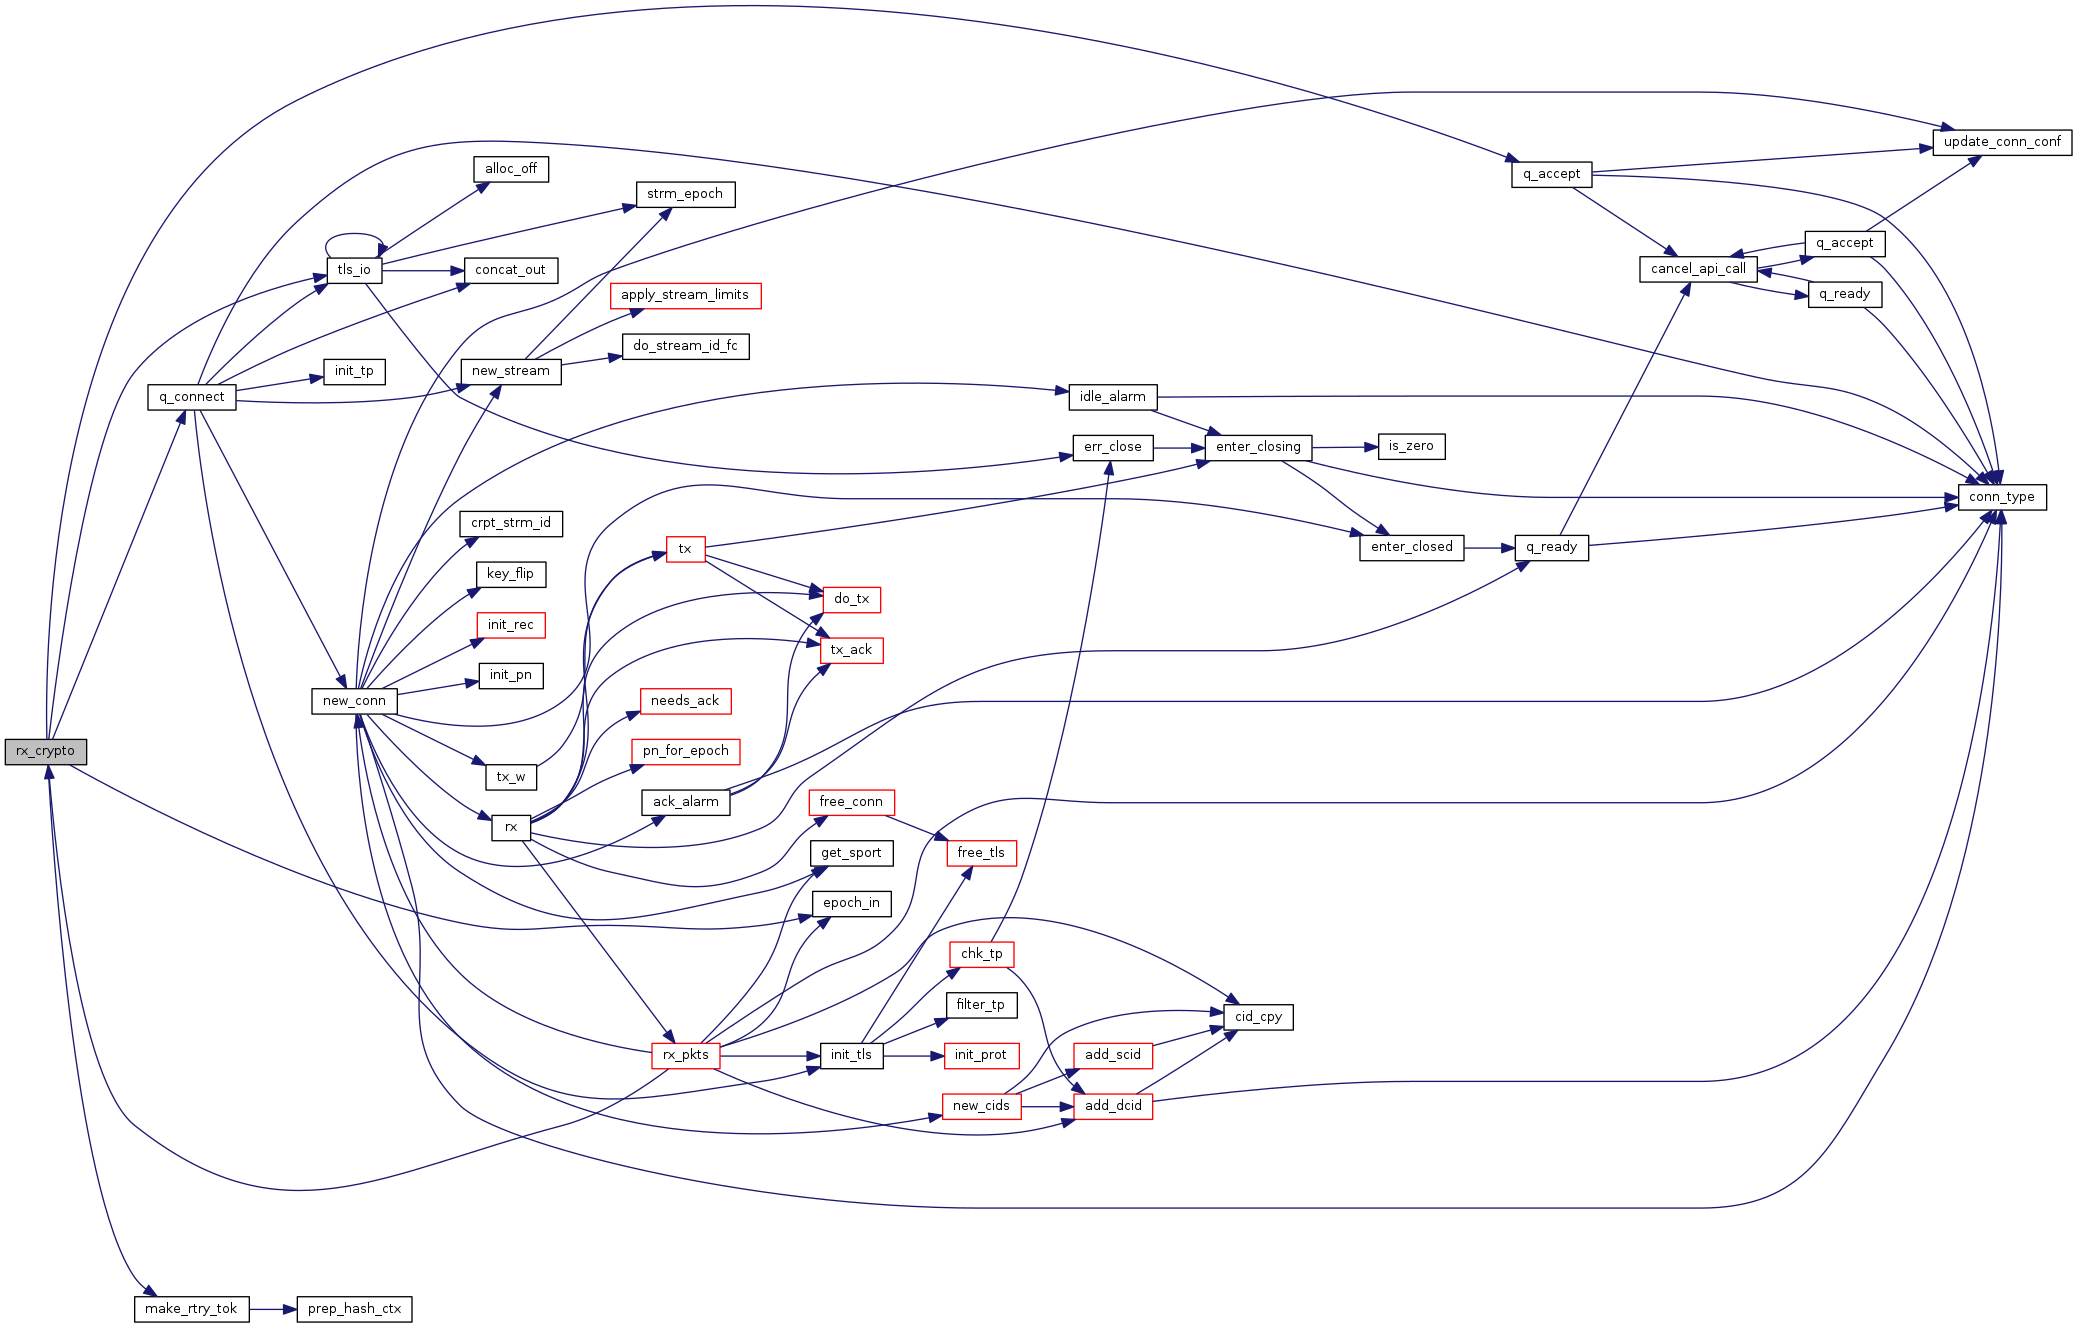 update_conn_conf
alloc_off
q_accept
strm_epoch
q_accept
tls_io
concat_out
cancel_api_call
apply_stream_limits
q_ready
do_stream_id_fc
init_tp
new_stream
q_connect
idle_alarm
err_close
enter_closing
is_zero
conn_type
crpt_strm_id
tx
enter_closed
q_ready
key_flip
do_tx
init_rec
tx_ack
init_pn
new_conn
needs_ack
rx_crypto
pn_for_epoch
tx_w
ack_alarm
free_conn
rx
get_sport
free_tls
epoch_in
chk_tp
filter_tp
cid_cpy
rx_pkts
init_tls
init_prot
add_scid
new_cids
add_dcid
make_rtry_tok
prep_hash_ctx